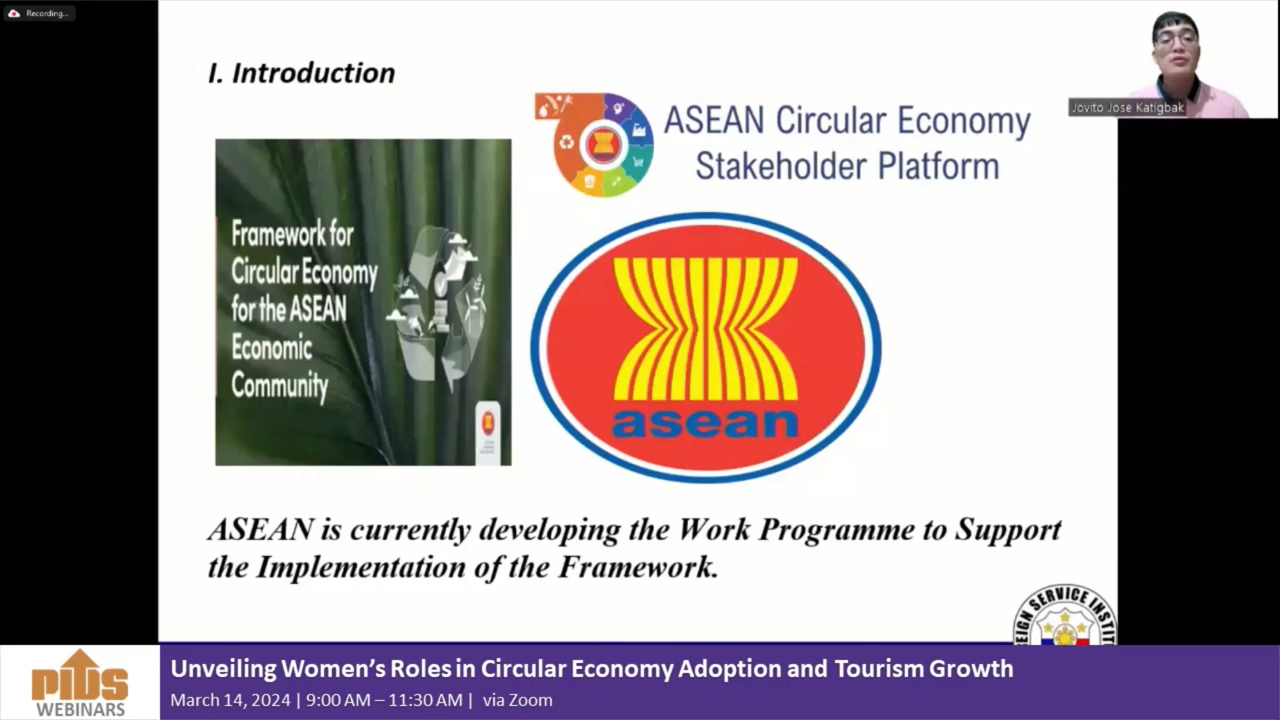 Recording...
I. Introduction
ASEAN Circular Economy
Stakeholder Platform
Jovito Jose Katigbak
Framework for
Circular Economy
for the ASEAN
Economic
Community
asean
ASEAN is currently developing the Work Programme to Support
the Implementation of the Framework.
EIGN SERVICE INSTIT
pids
WEBINARS
Unveiling Women's Roles in Circular Economy Adoption and Tourism Growth
March 14, 2024 | 9:00 AM – 11:30 AM | via Zoom